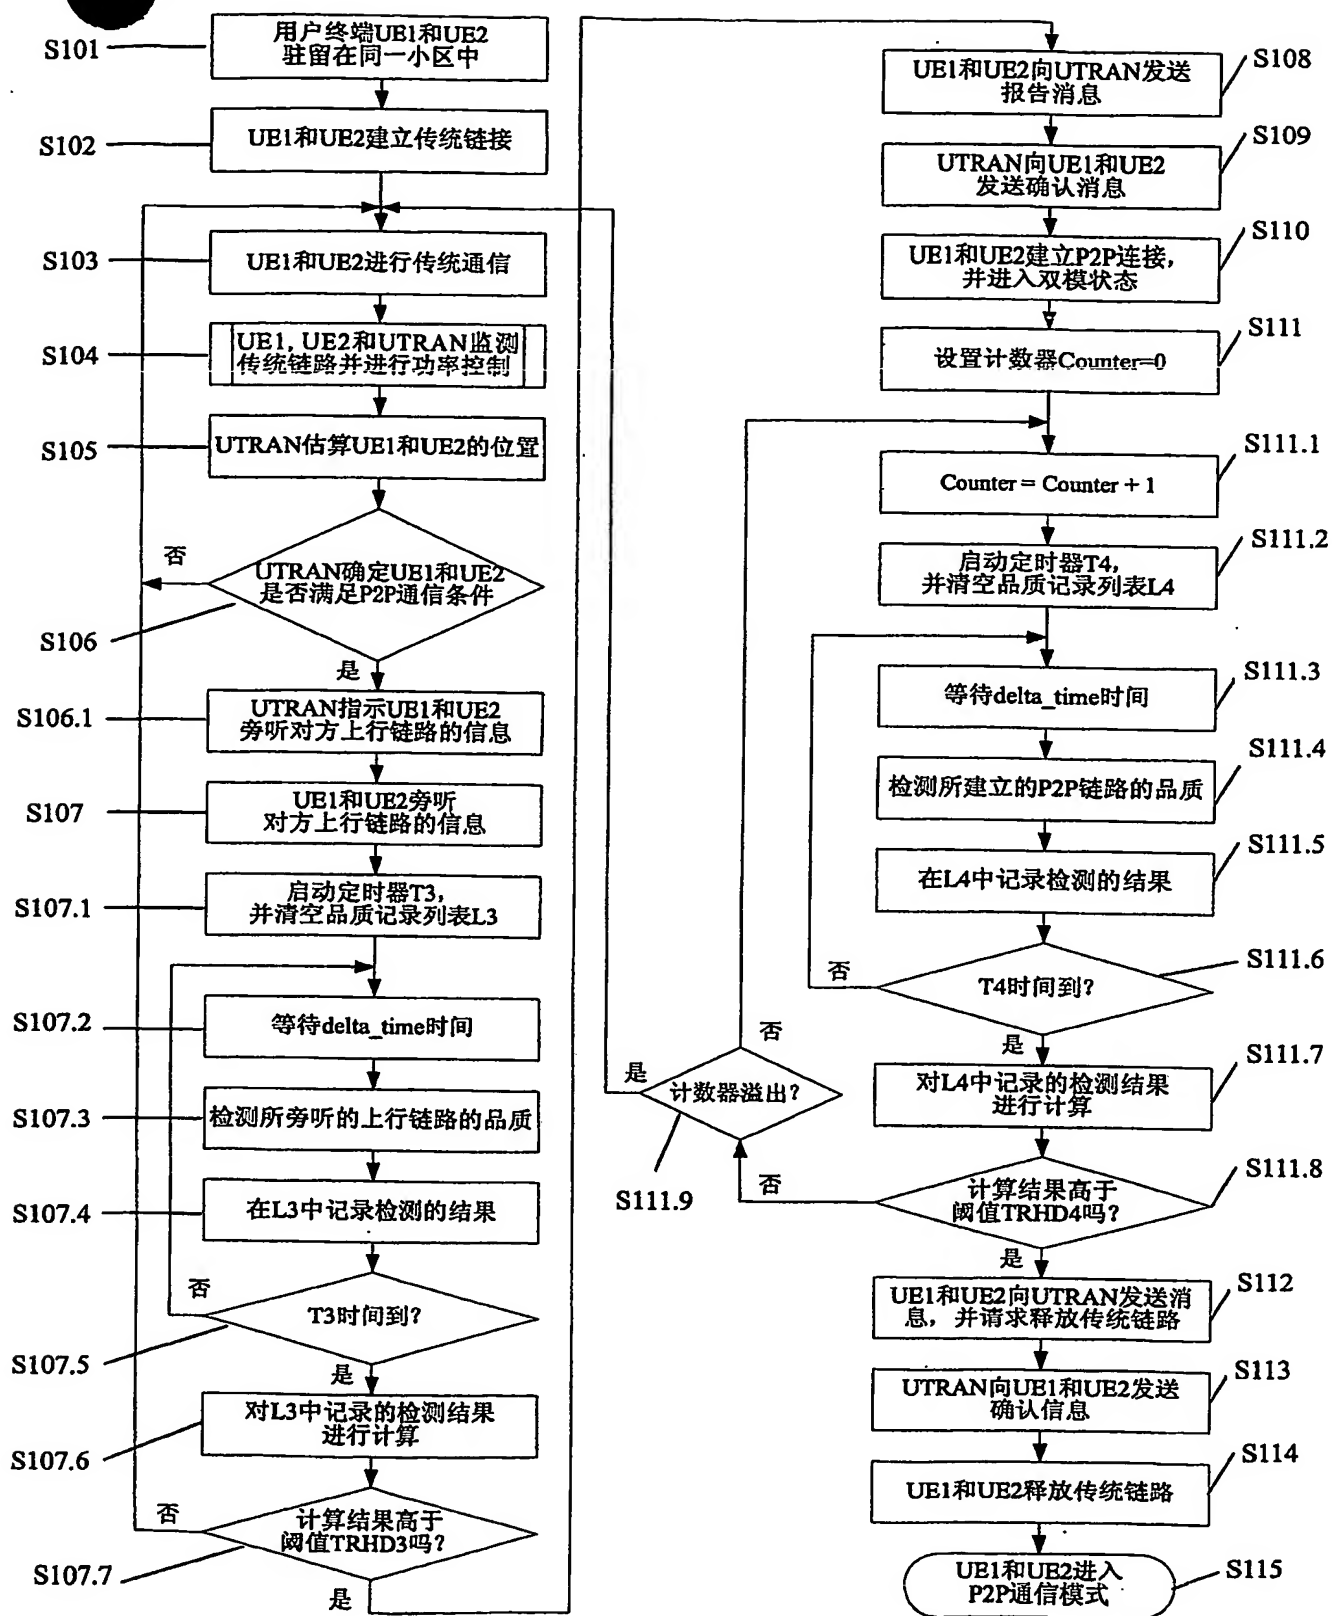 S101
用户终端UE1和UE2
驻留在同一小区中
S102
UE1和UE2建立传统链接
S103
UE1和UE2进行传统通信
S104
UE1, UE2和UTRAN监测
传统链路并进行功率控制
S105
UTRAN估算UE1和UE2的位置
否
UTRAN确定UE1和UE2
是否满足P2P通信条件
S106
是
S106.1
UTRAN指示UE1和UE2
旁听对方上行链路的信息
S107
UE1和UE2旁听
对方上行链路的信息
S107.1
启动定时器T3,
并清空品质记录列表L3
S107.2
等待delta_time时间
S107.3
检测所旁听的上行链路的品质
S107.4
在L3中记录检测的结果
否
T3时间到?
S107.5
是
对L3中记录的检测结果
进行计算
S107.6
否
计算结果高于
阈值TRHD3吗?
S107.7
是
UE1和UE2向UTRAN发送
报告消息
S108
UTRAN向UE1和UE2
发送确认消息
S109
UE1和UE2建立P2P连接,
并进入双模状态
S110
设置计数器Counter=0
S111
Counter = Counter + 1
S111.1
启动定时器T4,
并清空品质记录列表L4
S111.2
等待delta_time时间
S111.3
检测所建立的P2P链路的品质
S111.4
在L4中记录检测的结果
S111.5
否
T4时间到?
S111.6
是
对L4中记录的检测结果
进行计算
S111.7
否
是
计数器溢出?
S111.9
否
计算结果高于
阈值TRHD4吗?
S111.8
是
UE1和UE2向UTRAN发送消
息，并请求释放传统链路
S112
UTRAN向UE1和UE2发送
确认信息
S113
UE1和UE2释放传统链路
S114
UE1和UE2进入
P2P通信模式
S115